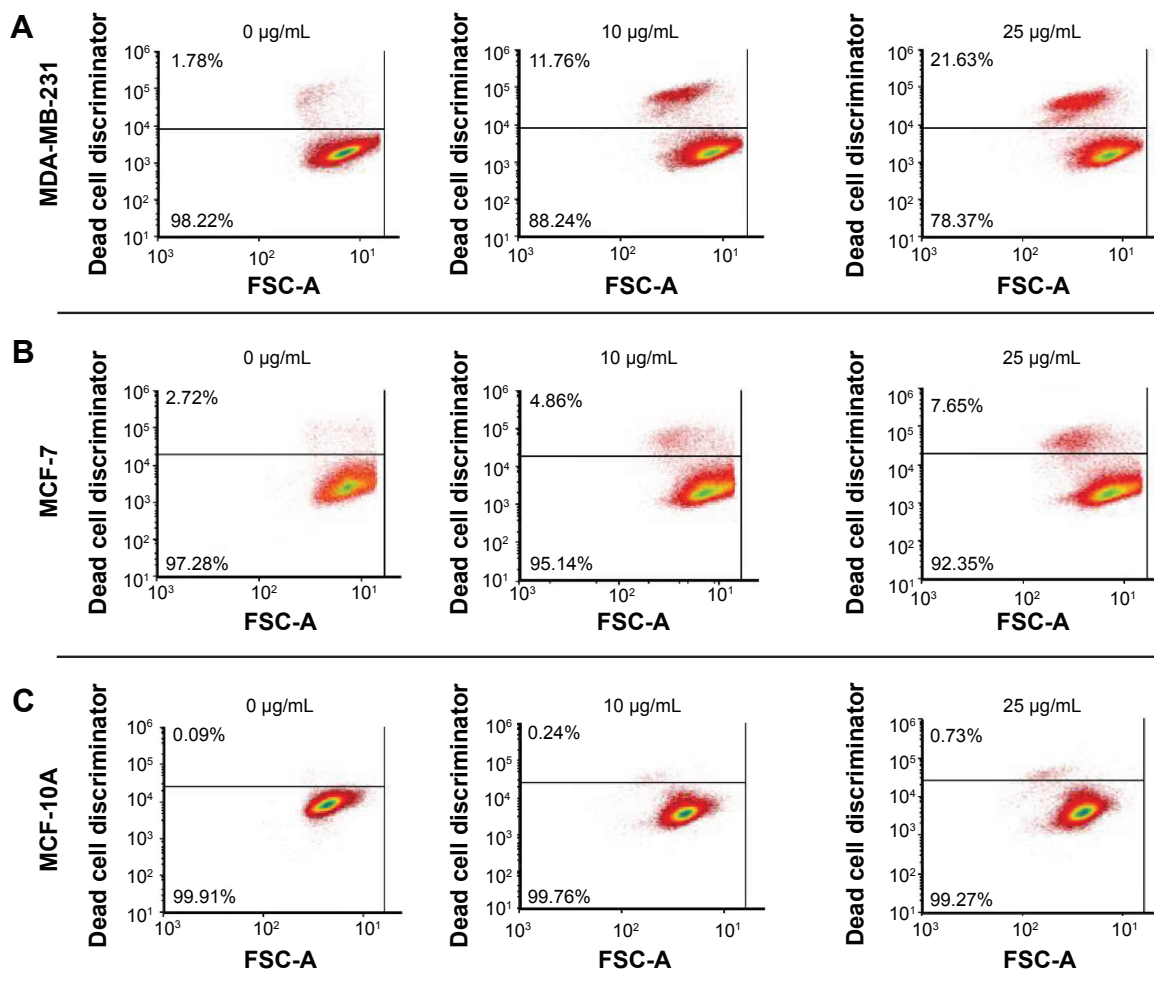 A
MDA-MB-231
0 µg/mL
Dead cell discriminator
10⁶
10⁵
10⁴
10³
10²
10¹
1.78%
98.22%
10³ 10² 10¹
FSC-A
10 µg/mL
Dead cell discriminator
10⁶
10⁵
10⁴
10³
10²
10¹
11.76%
88.24%
10³ 10² 10¹
FSC-A
25 µg/mL
Dead cell discriminator
10⁶
10⁵
10⁴
10³
10²
10¹
21.63%
78.37%
10³ 10² 10¹
FSC-A
B
MCF-7
0 µg/mL
Dead cell discriminator
10⁶
10⁵
10⁴
10³
10²
10¹
2.72%
97.28%
10³ 10² 10¹
FSC-A
10 µg/mL
Dead cell discriminator
10⁶
10⁵
10⁴
10³
10²
10¹
4.86%
95.14%
10³ 10² 10¹
FSC-A
25 µg/mL
Dead cell discriminator
10⁶
10⁵
10⁴
10³
10²
10¹
7.65%
92.35%
10³ 10² 10¹
FSC-A
C
MCF-10A
0 µg/mL
Dead cell discriminator
10⁶
10⁵
10⁴
10³
10²
10¹
0.09%
99.91%
10³ 10² 10¹
FSC-A
10 µg/mL
Dead cell discriminator
10⁶
10⁵
10⁴
10³
10²
10¹
0.24%
99.76%
10³ 10² 10¹
FSC-A
25 µg/mL
Dead cell discriminator
10⁶
10⁵
10⁴
10³
10²
10¹
0.73%
99.27%
10³ 10² 10¹
FSC-A